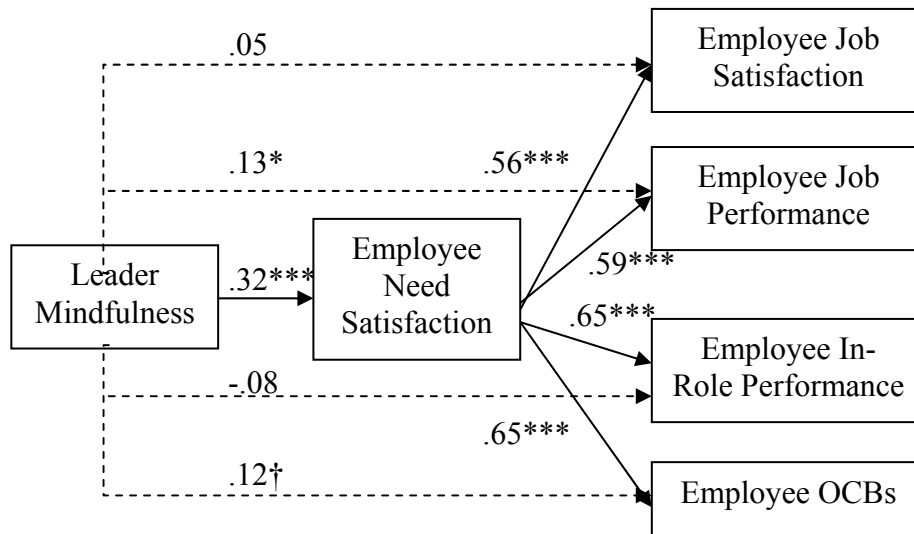 .05
Employee Job
Satisfaction
.13*
.56***
Employee Job
Performance
Leader
Mindfulness
.32***
Employee
Need
Satisfaction
.59***
.65***
Employee In-
Role Performance
-.08
.65***
.12†
Employee OCBs